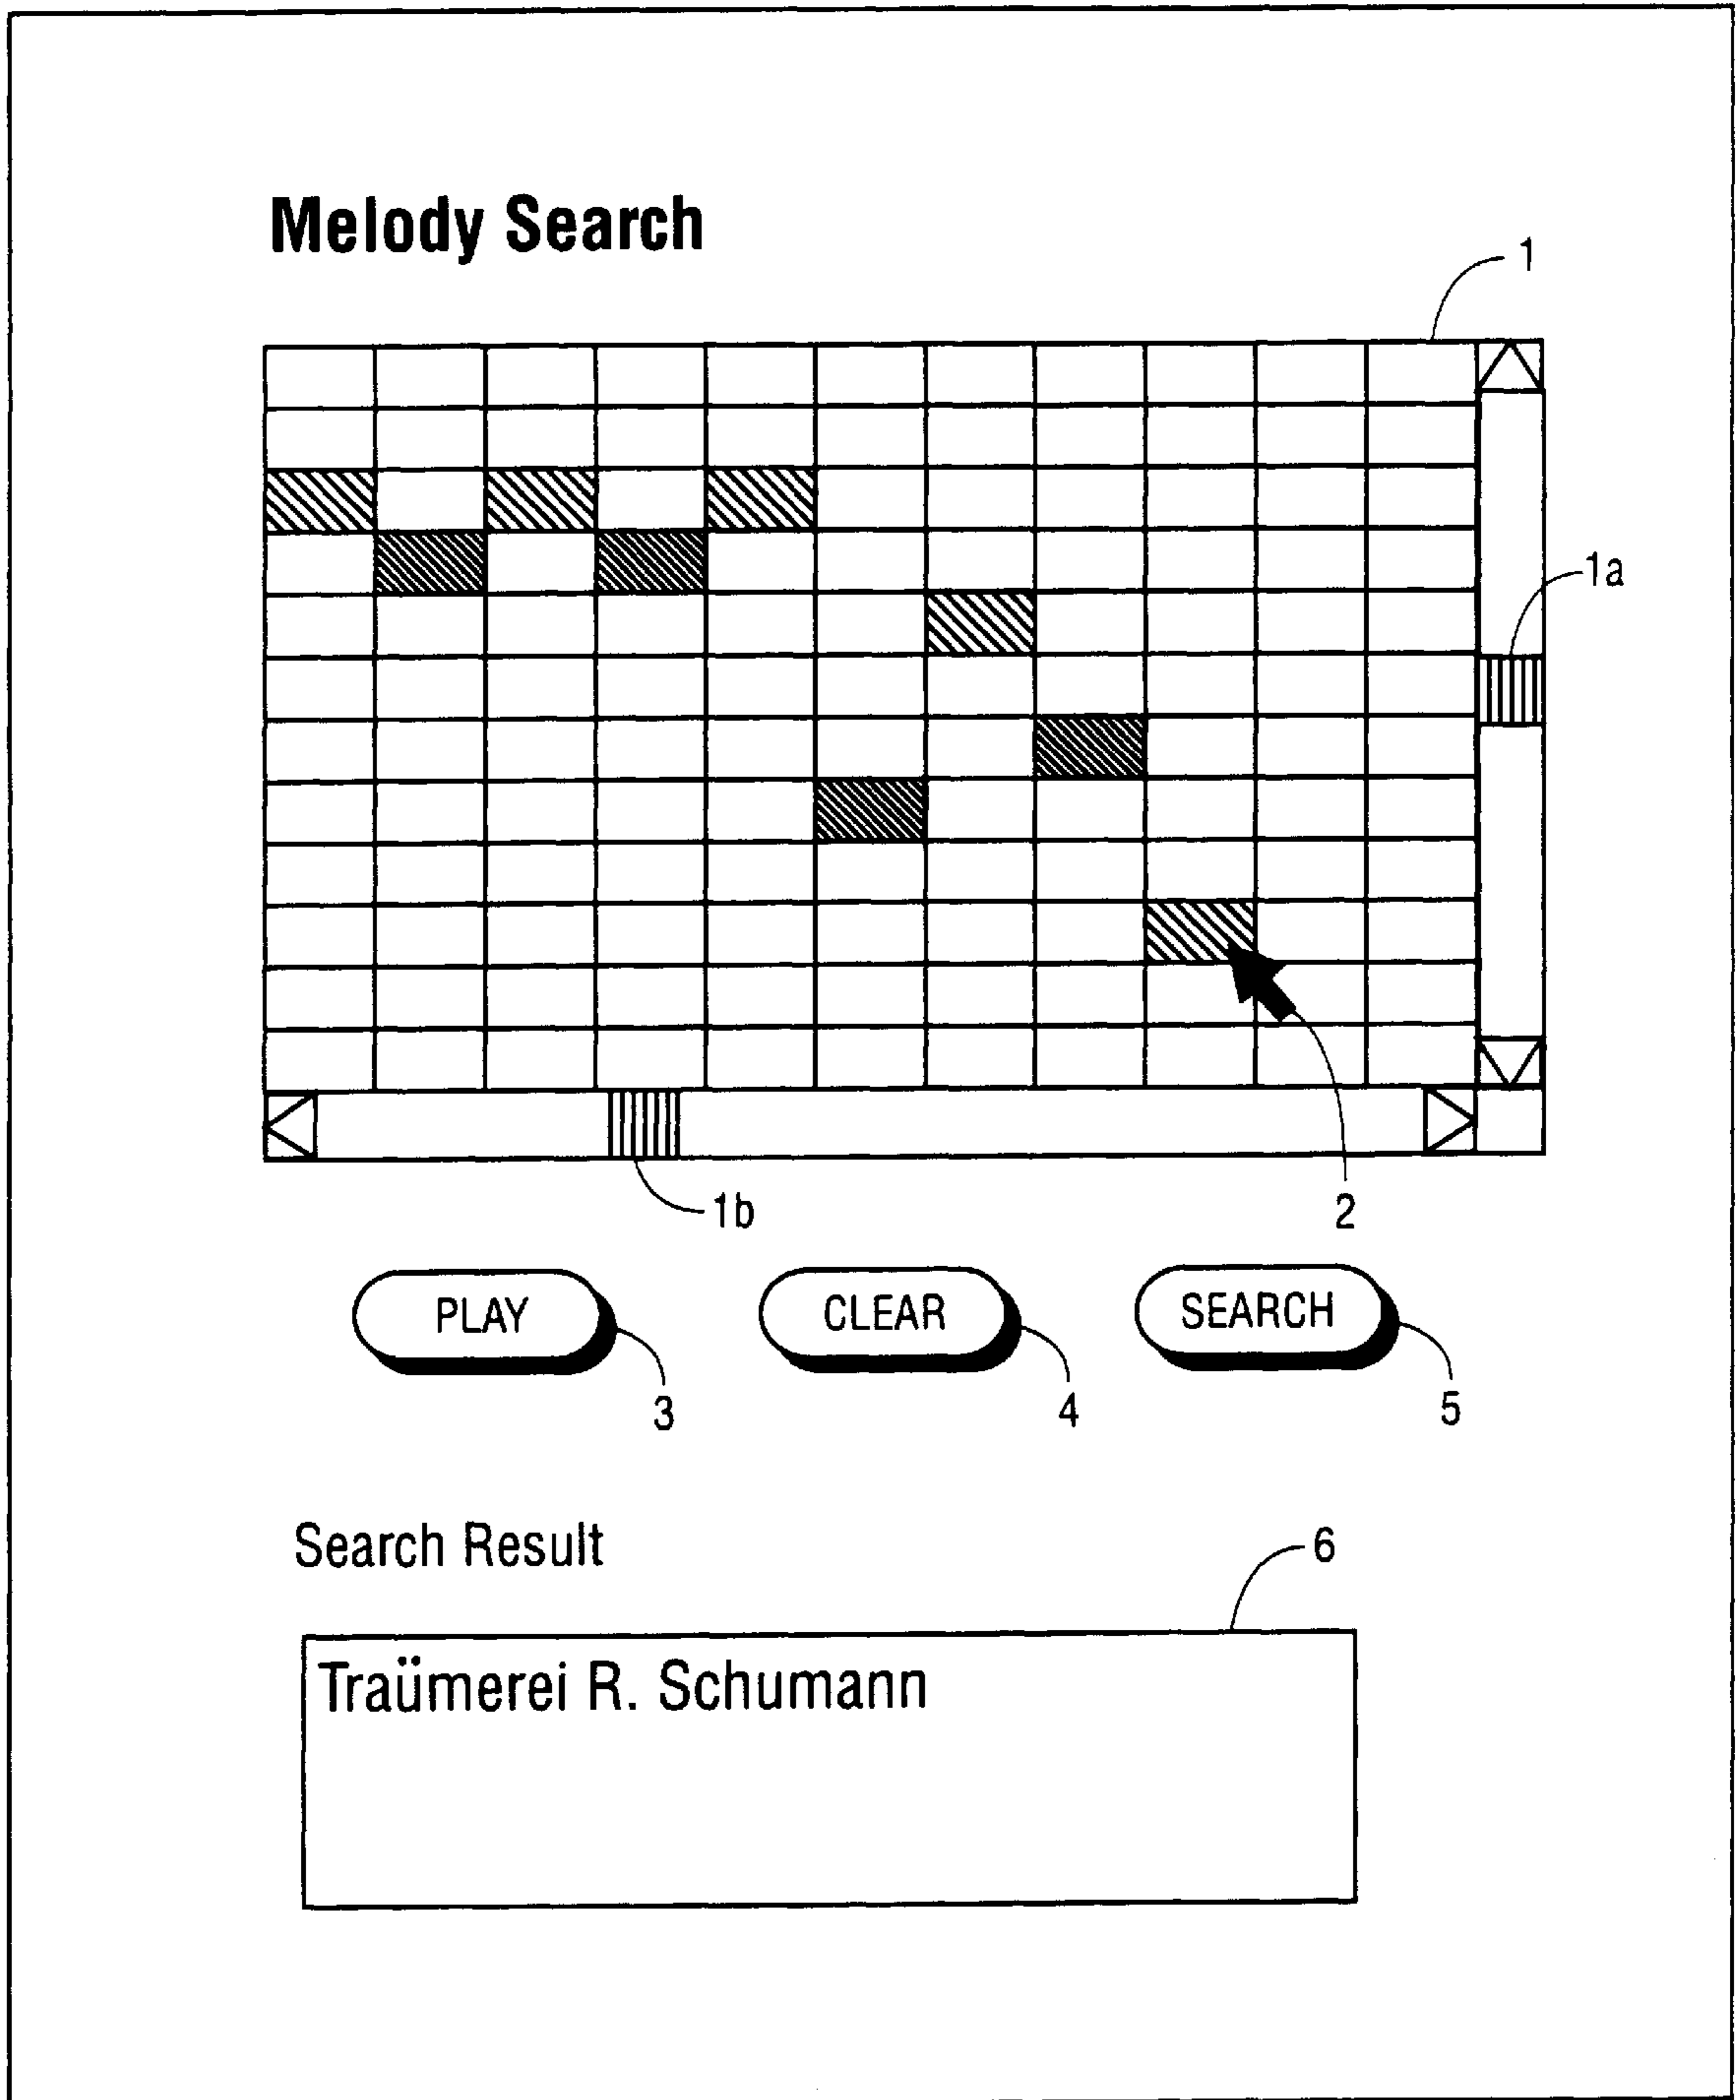 Melody Search
1
1a
1b
2
PLAY
CLEAR
SEARCH
3
4
5
Search Result
6
Traümerei R. Schumann